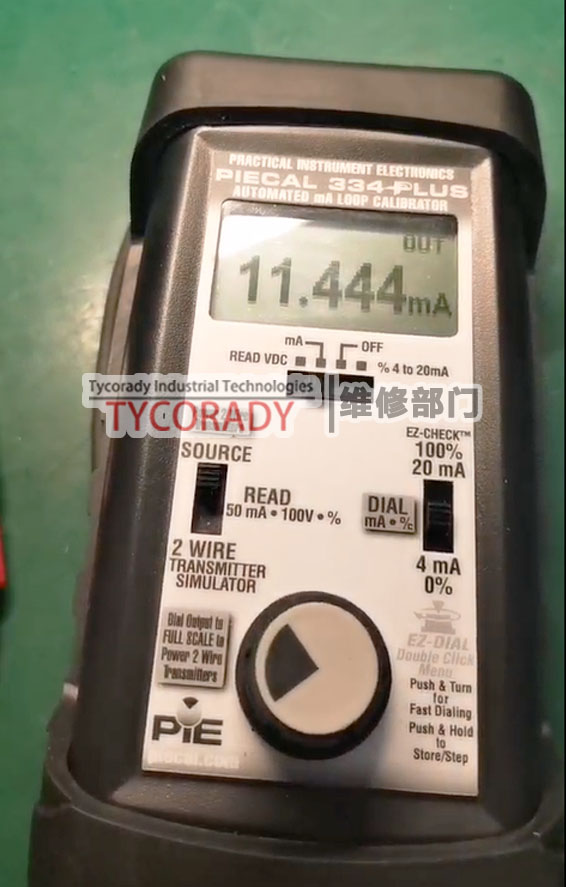 PRACTICAL INSTRUMENT ELECTRONICS
PIECAL 334-PLUS
AUTOMATED mA LOOP CALIBRATOR
OUT
11.444mA
mA
OFF
READ VDC
% 4 to 20mA
Tycorady Industrial Technologies
TYCORADY
维修部门
EZ-CHECK™
100%
20 mA
SOURCE
READ
50 mA • 100V • %
DIAL
mA • %
4 mA
0%
2 WIRE
TRANSMITTER
SIMULATOR
Dial Output to
FULL SCALE to
Power 2 Wire
Transmitters
EZ-DIAL
Double Click
Menu
Push & Turn
for
Fast Dialing
Push & Hold
to
Store/Step
PIE
piecal.com